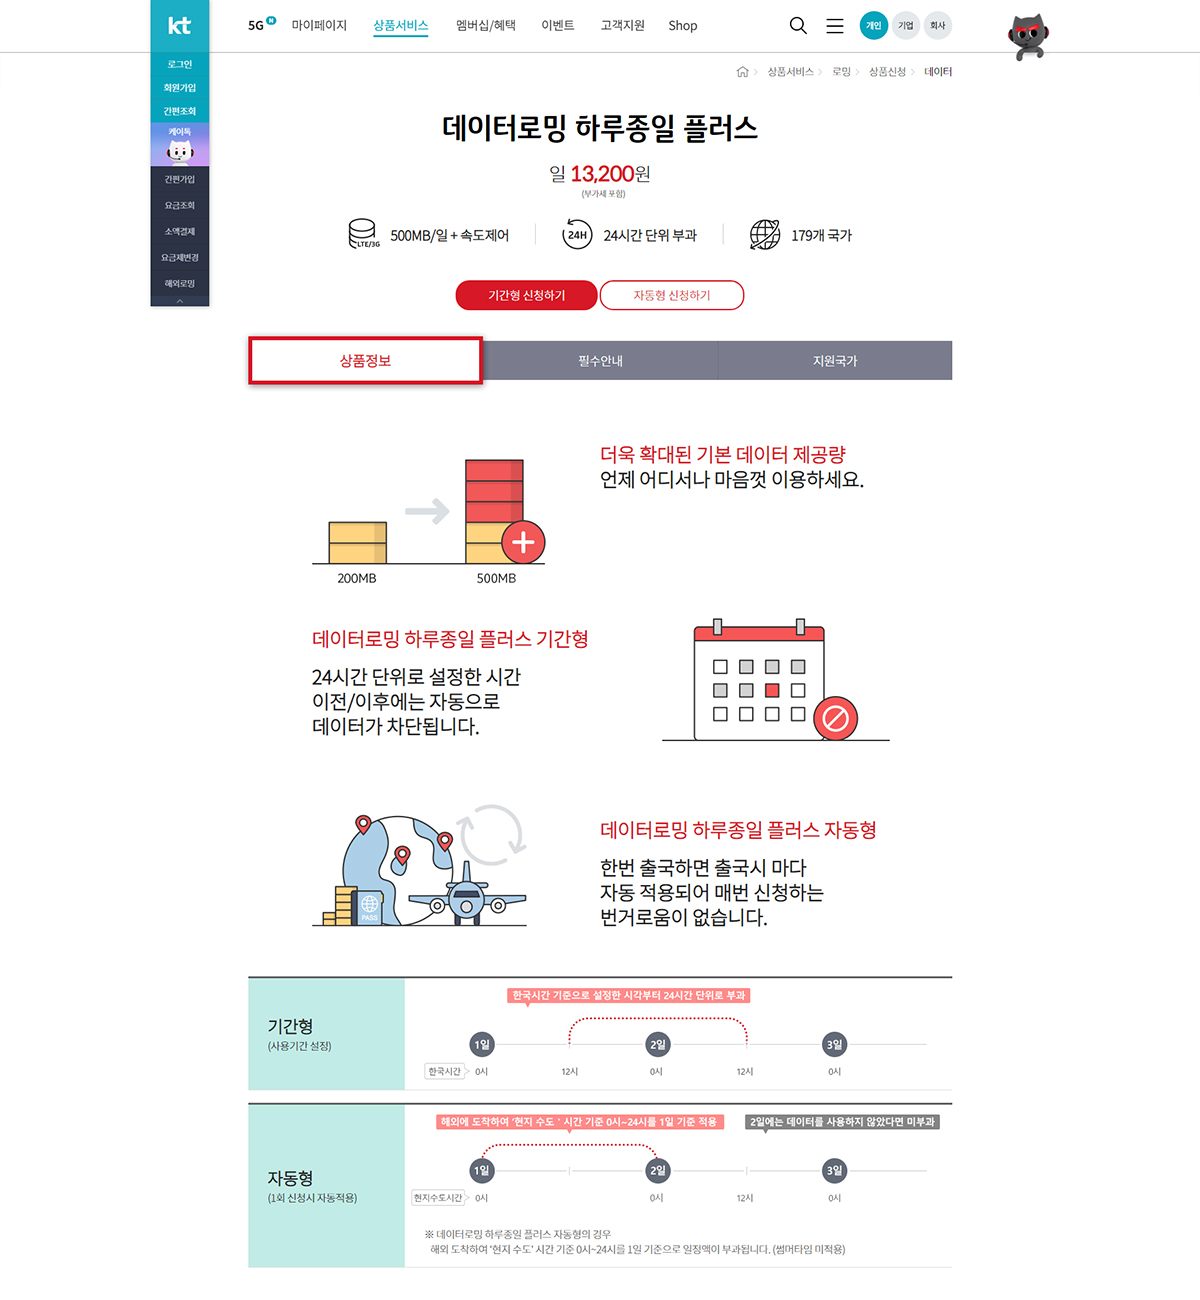 kt
5G N 마이페이지 상품서비스 멤버십/혜택 이벤트 고객지원 Shop 개인 기업 회사
로그인
회원가입
간편조회
케이톡
간편가입
요금조회
소액결제
요금제변경
해외로밍
상품서비스 로밍 상품신청 데이터
데이터로밍 하루종일 플러스
일 13,200원
(부가세 포함)
LTE/3G 500MB/일 + 속도제어 24H 24시간 단위 부과 179개 국가
기간형 신청하기 자동형 신청하기
상품정보 필수안내 지원국가
더욱 확대된 기본 데이터 제공량
언제 어디서나 마음껏 이용하세요.
200MB 500MB
데이터로밍 하루종일 플러스 기간형
24시간 단위로 설정한 시간
이전/이후에는 자동으로
데이터가 차단됩니다.
데이터로밍 하루종일 플러스 자동형
한번 출국하면 출국시 마다
자동 적용되어 매번 신청하는
번거로움이 없습니다.
PASS
기간형
(사용기간 설정)
한국시간 기준으로 설정한 시각부터 24시간 단위로 부과
1일 2일 3일
한국시간 0시 12시 0시 12시 0시
자동형
(1회 신청시 자동적용)
해외에 도착하여 '현지 수도 ' 시간 기준 0시~24시를 1일 기준 적용 2일에는 데이터를 사용하지 않았다면 미부과
1일 2일 3일
현지수도시간 0시 0시 12시 0시
※ 데이터로밍 하루종일 플러스 자동형의 경우
해외 도착하여 '현지 수도' 시간 기준 0시~24시를 1일 기준으로 일정액이 부과됩니다. (썸머타임 미적용)